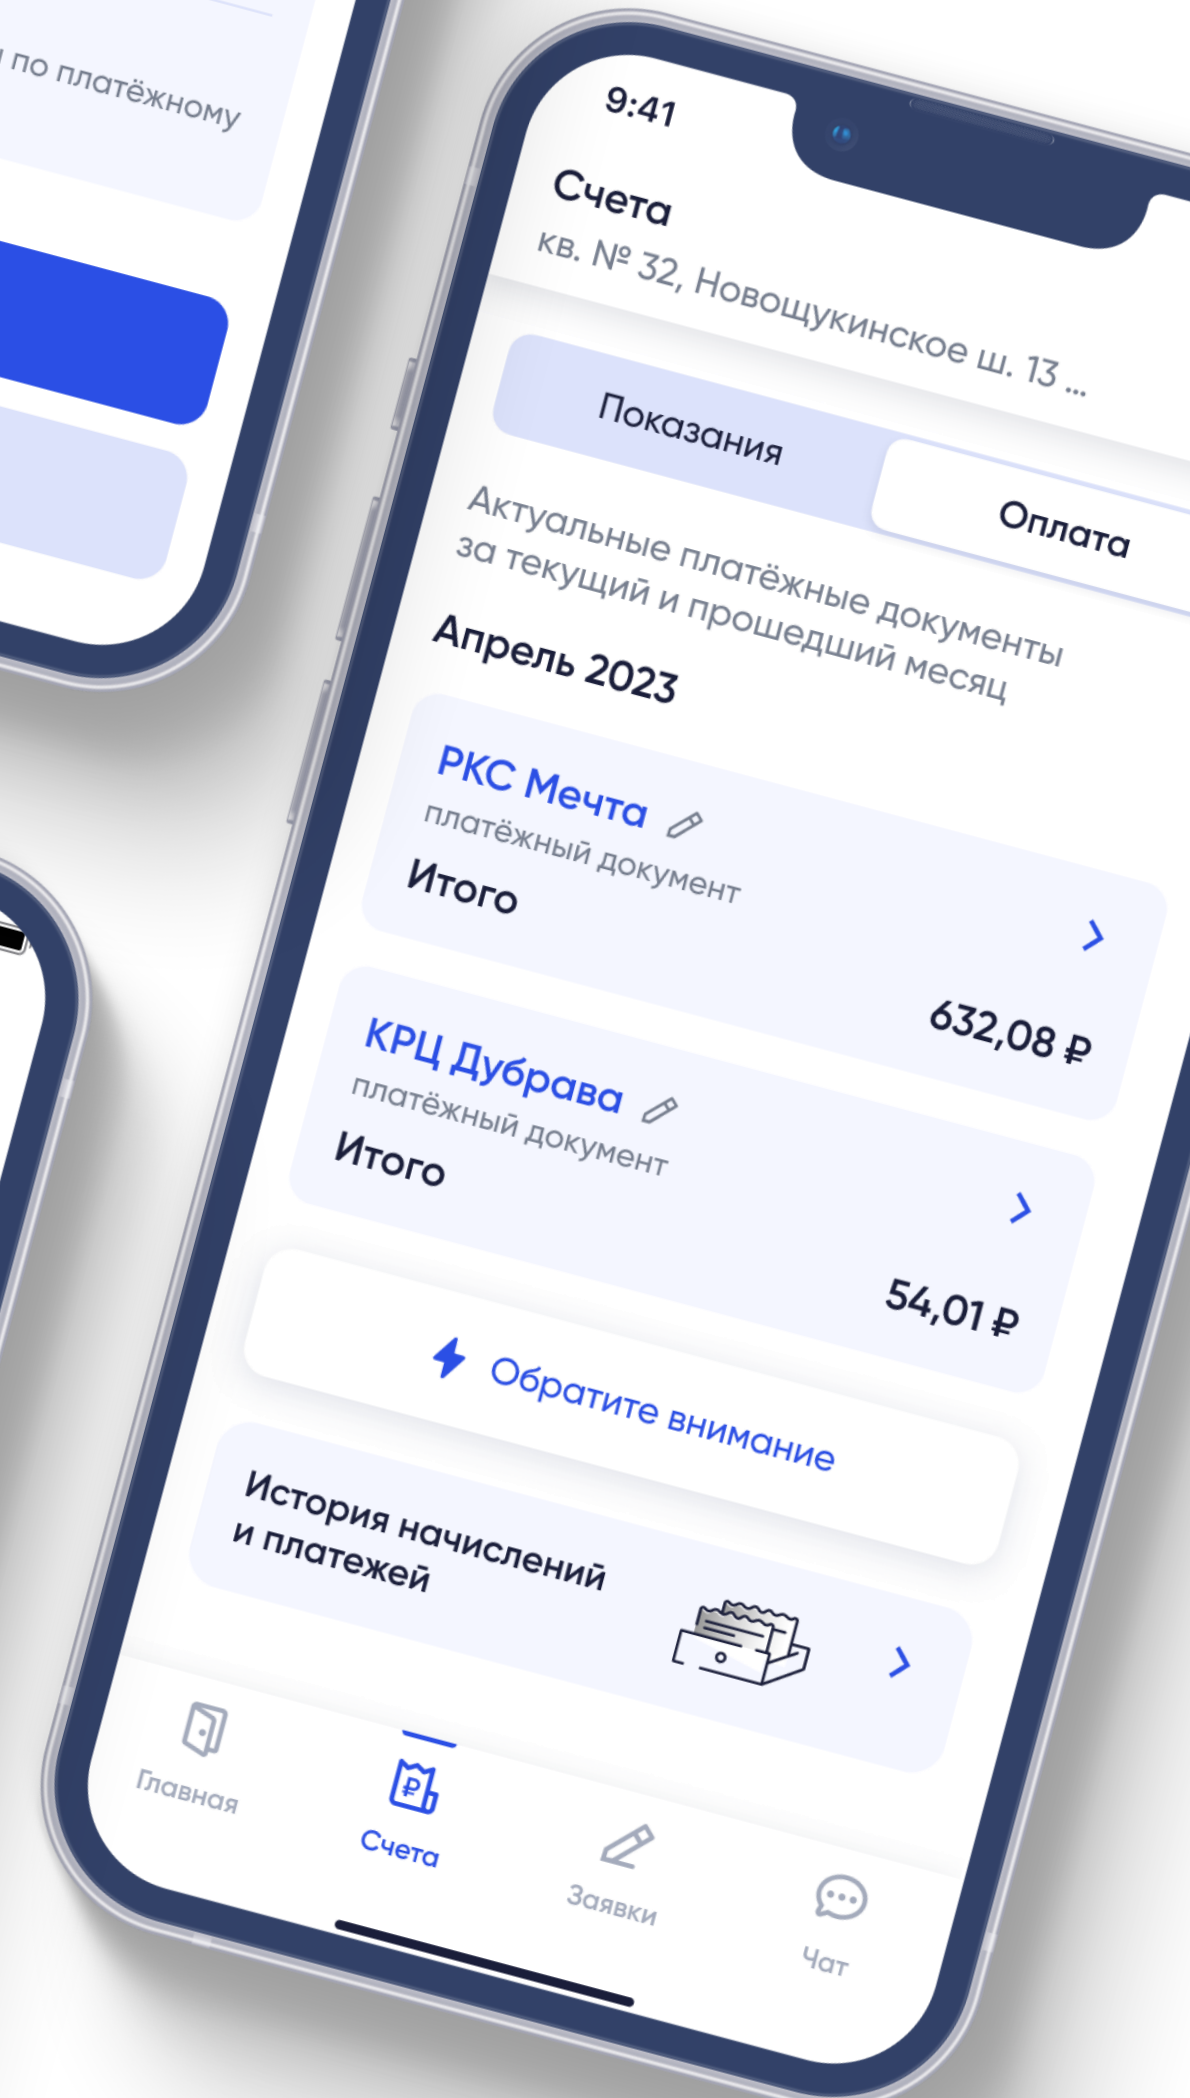 по платёжному
9:41
Счета
кв. № 32, Новощукинское ш. 13 ...
Показания
Оплата
Актуальные платёжные документы
за текущий и прошедший месяц
Апрель 2023
РКС Мечта
платёжный документ
Итого
632,08 ₽
КРЦ Дубрава
платёжный документ
Итого
54,01 ₽
Обратите внимание
История начислений
и платежей
Главная
Счета
Заявки
Чат